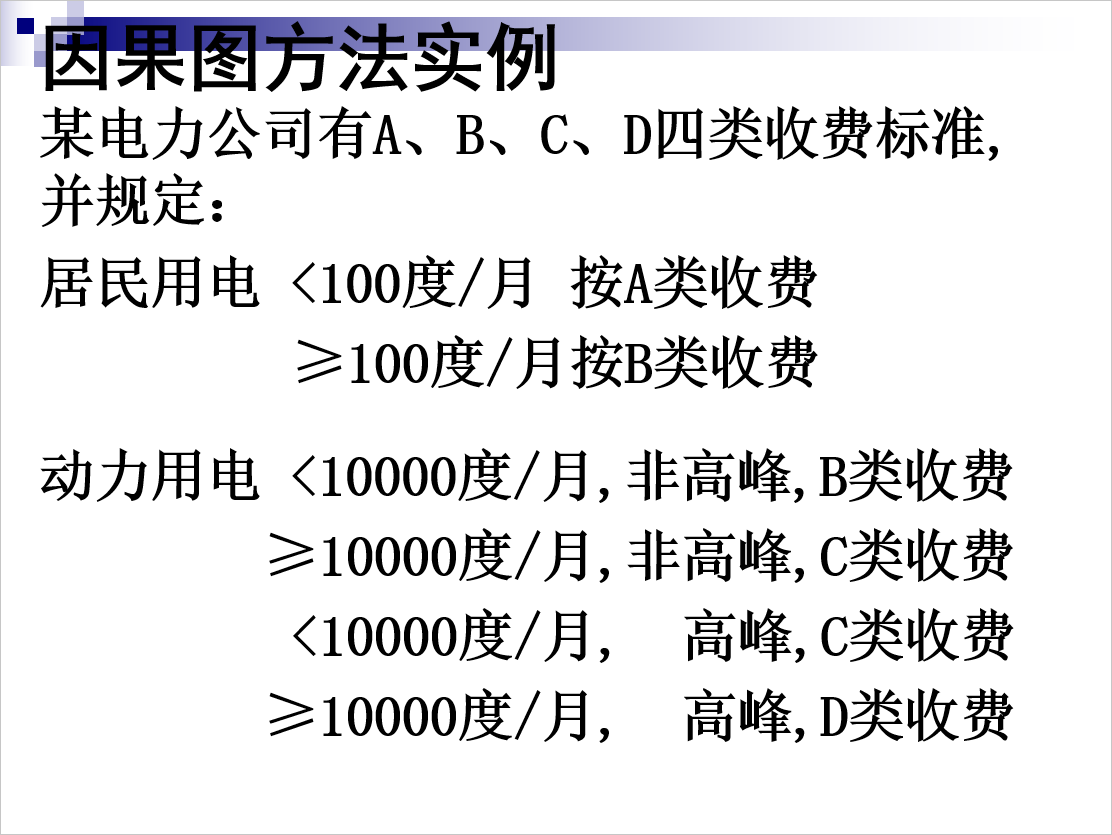 因果图方法实例
某电力公司有A、B、C、D四类收费标准,
并规定：
居民用电 <100度/月 按A类收费
≥100度/月按B类收费
动力用电 <10000度/月,非高峰,B类收费
≥10000度/月,非高峰,C类收费
<10000度/月, 高峰,C类收费
≥10000度/月, 高峰,D类收费